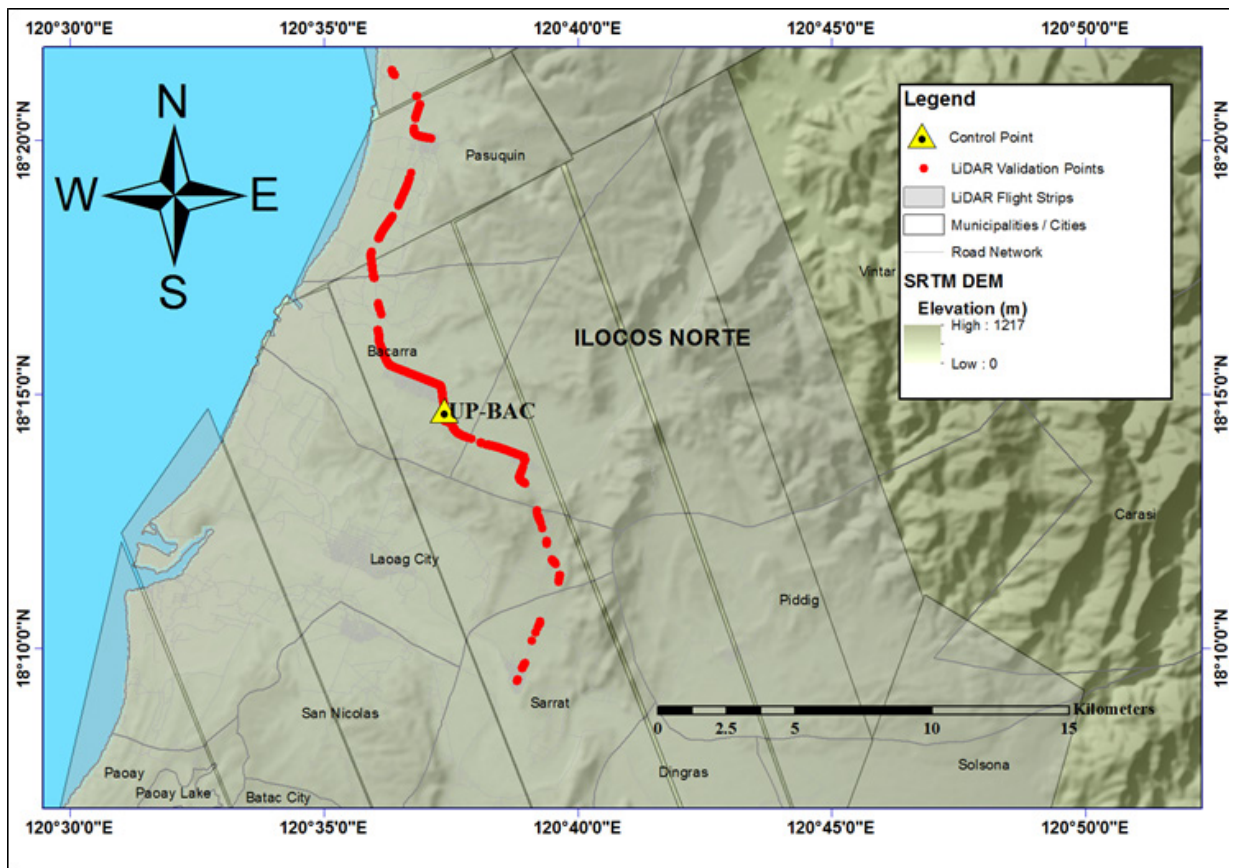 120°30'0"E 120°35'0"E 120°40'0"E 120°45'0"E 120°50'0"E
N
W E
S
18°20'0"N
18°15'0"N
18°10'0"N
18°20'0"N
18°15'0"N
18°10'0"N
Legend
Control Point
LiDAR Validation Points
LiDAR Flight Strips
Municipalities / Cities
Road Network
SRTM DEM
Elevation (m)
High : 1217
Low : 0
Pasuquin
Vintar
ILOCOS NORTE
Bacarra
UP-BAC
Carasi
Laoag City
Piddig
Sarrat
San Nicolas
Kilometers
0 2.5 5 10 15
Solsona
Dingras
Paoay
Paoay Lake
Batac City
120°30'0"E 120°35'0"E 120°40'0"E 120°45'0"E 120°50'0"E